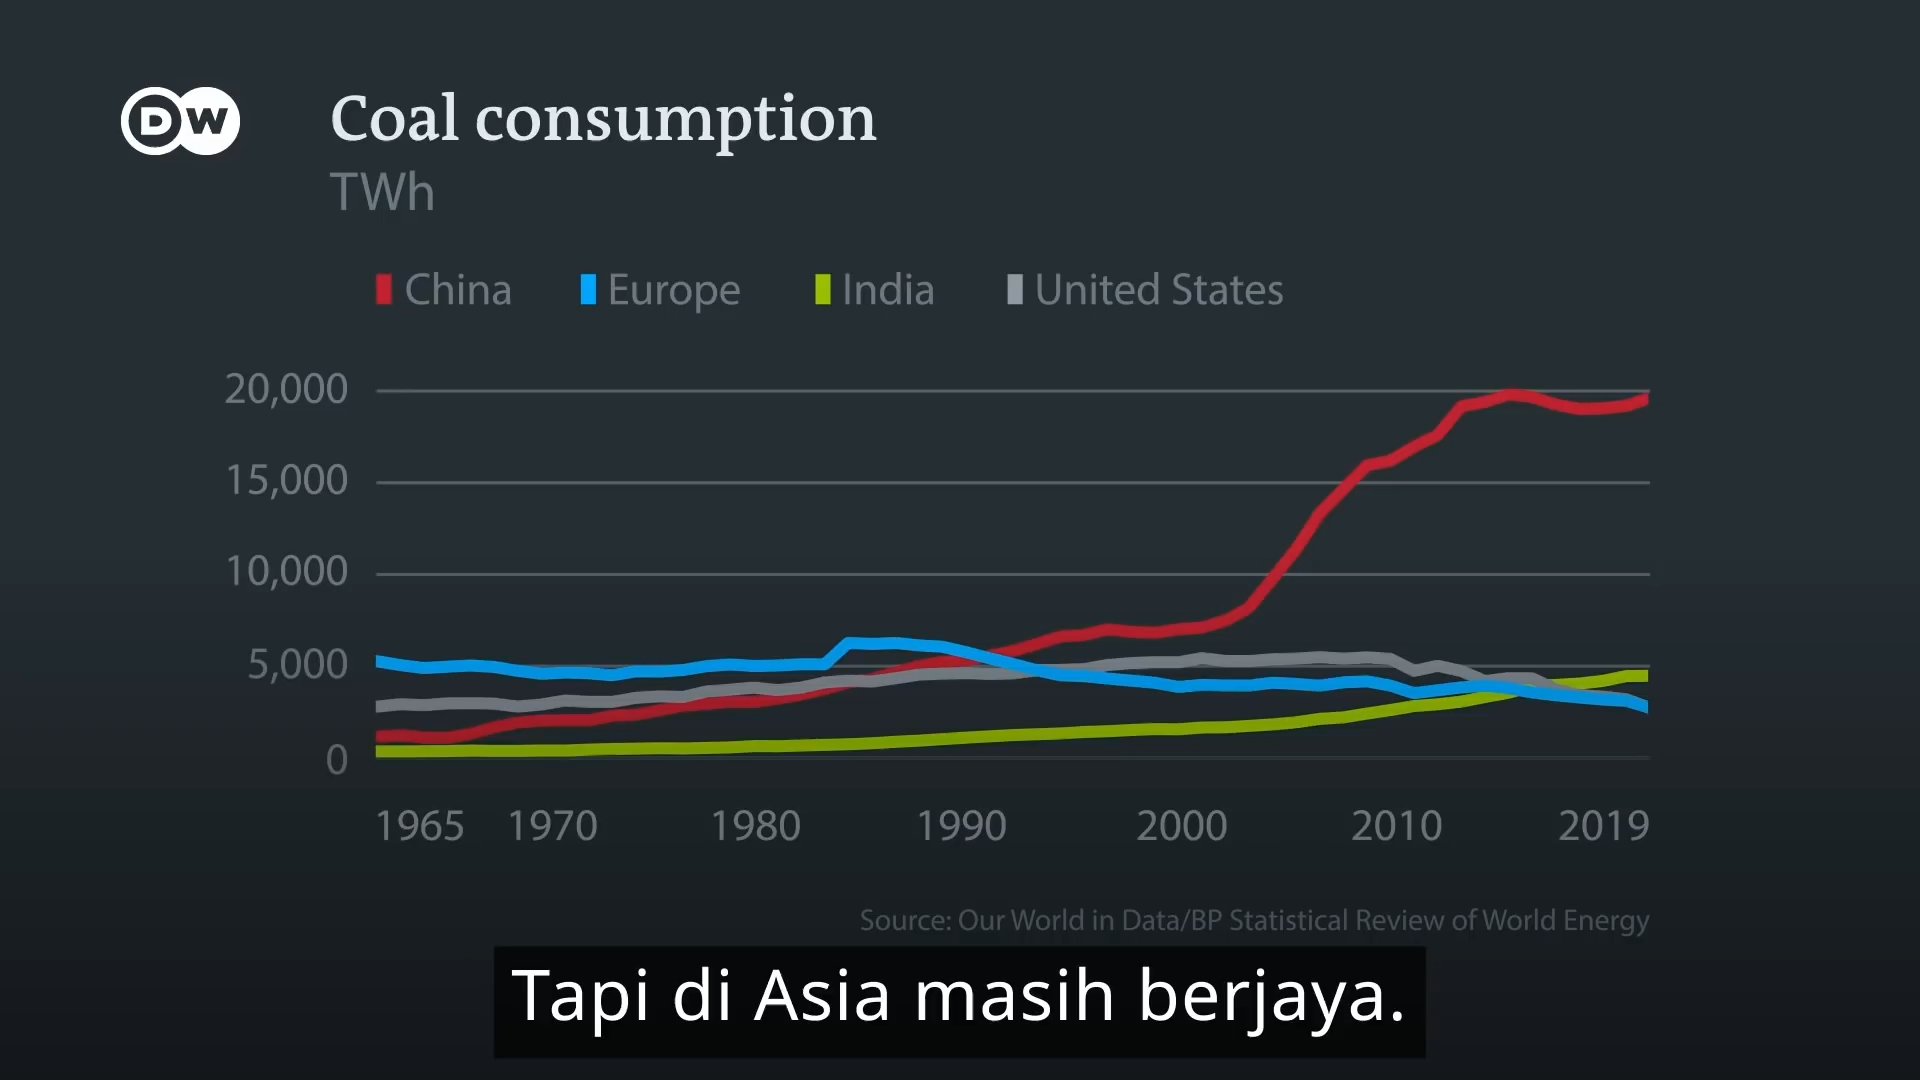 DW
Coal consumption
TWh
China Europe India United States
20,000
15,000
10,000
5,000
0
1965 1970 1980 1990 2000 2010 2019
Source: Our World in Data/BP Statistical Review of World Energy
Tapi di Asia masih berjaya.